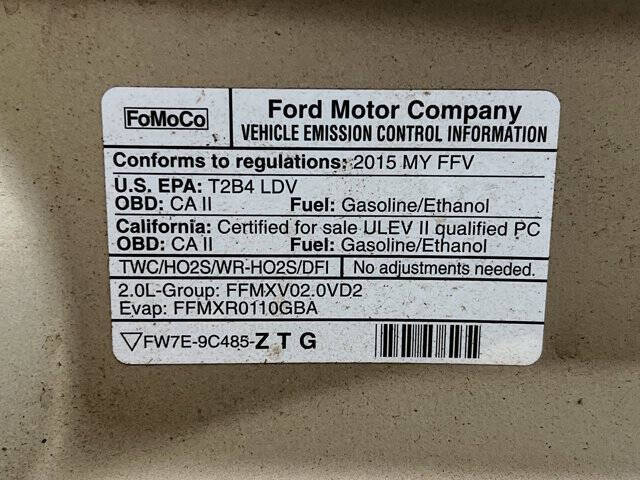 FoMoCo
Ford Motor Company
VEHICLE EMISSION CONTROL INFORMATION
Conforms to regulations: 2015 MY FFV
U.S. EPA: T2B4 LDV
OBD: CA II Fuel: Gasoline/Ethanol
California: Certified for sale ULEV II qualified PC
OBD: CA II Fuel: Gasoline/Ethanol
TWC/HO2S/WR-HO2S/DFI No adjustments needed.
2.0L-Group: FFMXV02.0VD2
Evap: FFMXR0110GBA
▽FW7E-9C485-Z T G